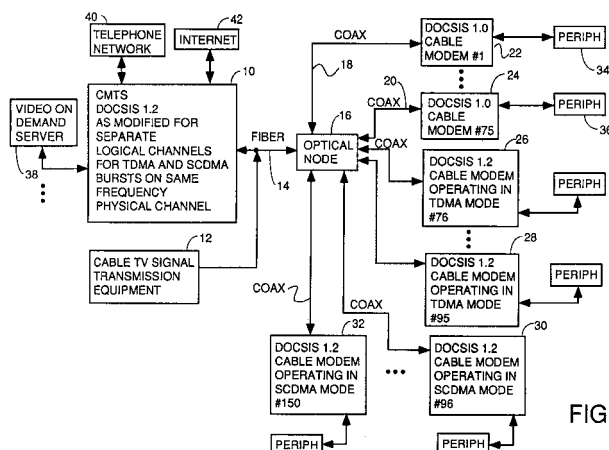 40
TELEPHONE
NETWORK
42
INTERNET
10
CMTS
DOCSIS 1.2
AS MODIFIED FOR
SEPARATE
LOGICAL CHANNELS
FOR TDMA AND SCDMA
BURSTS ON SAME
FREQUENCY
PHYSICAL CHANNEL
VIDEO ON
DEMAND
SERVER
38
12
CABLE TV SIGNAL
TRANSMISSION
EQUIPMENT
FIBER
14
16
OPTICAL
NODE
COAX
18
20
COAX
COAX
COAX
COAX
DOCSIS 1.0
CABLE
MODEM #1
22
PERIPH
34
24
DOCSIS 1.0
CABLE
MODEM #75
PERIPH
36
26
DOCSIS 1.2
CABLE MODEM
OPERATING IN
TDMA MODE
#76
PERIPH
28
DOCSIS 1.2
CABLE MODEM
OPERATING IN
TDMA MODE
#95
PERIPH
32
DOCSIS 1.2
CABLE MODEM
OPERATING IN
SCDMA MODE
#150
PERIPH
30
DOCSIS 1.2
CABLE MODEM
OPERATING IN
SCDMA MODE
#96
PERIPH
FIG